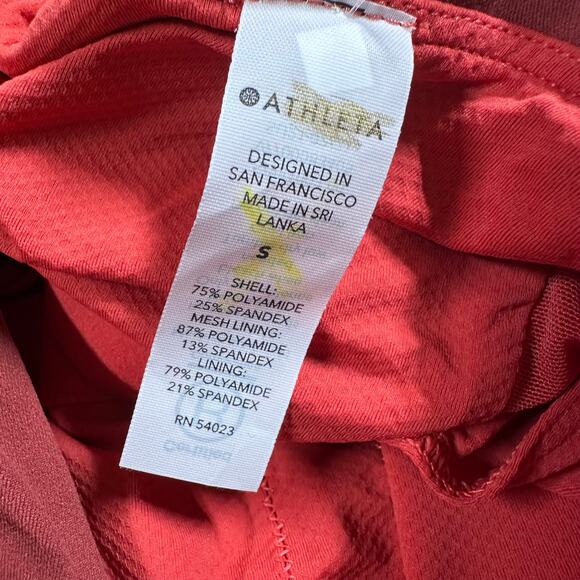 ATHLETA
DESIGNED IN
SAN FRANCISCO
MADE IN SRI
LANKA
S
SHELL:
75% POLYAMIDE
25% SPANDEX
MESH LINING:
87% POLYAMIDE
13% SPANDEX
LINING:
79% POLYAMIDE
21% SPANDEX
RN 54023